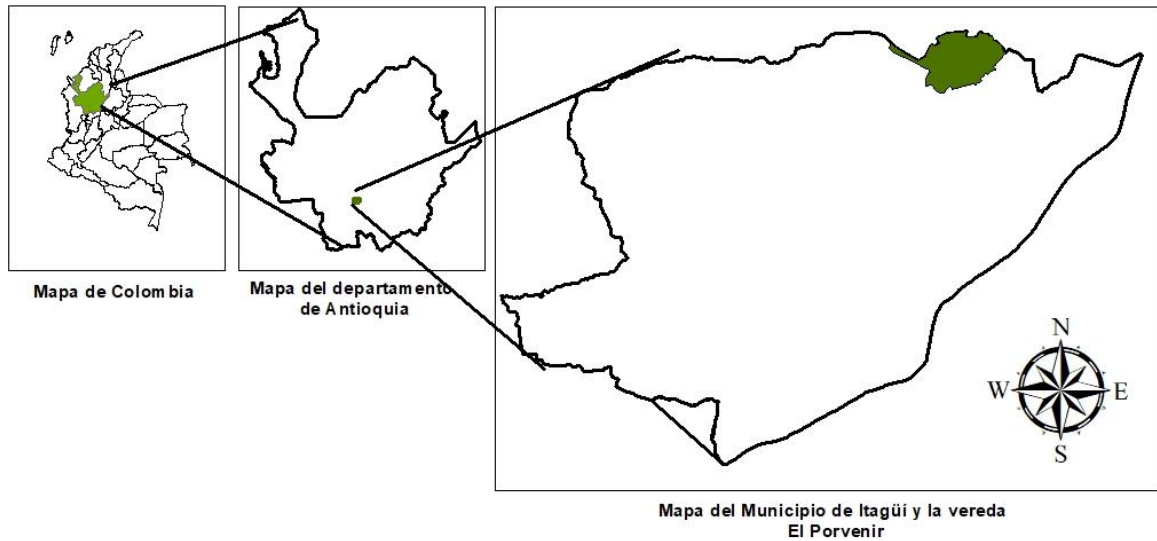 Mapa de Colombia
Mapa del departamento
de Antioquia
N
W
E
S
Mapa del Municipio de Itagüí y la vereda
El Porvenir